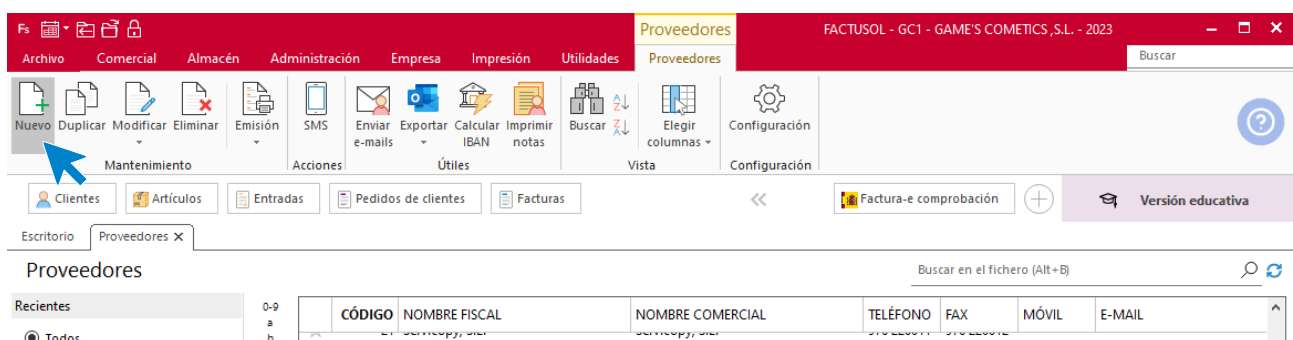 Fs
Proveedores
FACTUSOL - GC1 - GAME'S COMETICS ,S.L. - 2023
Archivo Comercial Almacén Administración Empresa Impresión Utilidades Proveedores Buscar
Nuevo Duplicar Modificar Eliminar Emisión SMS Enviar e-mails Exportar Calcular IBAN Imprimir notas Buscar Elegir columnas Configuración
Mantenimiento Acciones Útiles Vista Configuración
Clientes Artículos Entradas Pedidos de clientes Facturas Factura-e comprobación Versión educativa
Escritorio Proveedores
Proveedores Buscar en el fichero (Alt+B)
Recientes 0-9 CÓDIGO NOMBRE FISCAL NOMBRE COMERCIAL TELÉFONO FAX MÓVIL E-MAIL
a
Todos